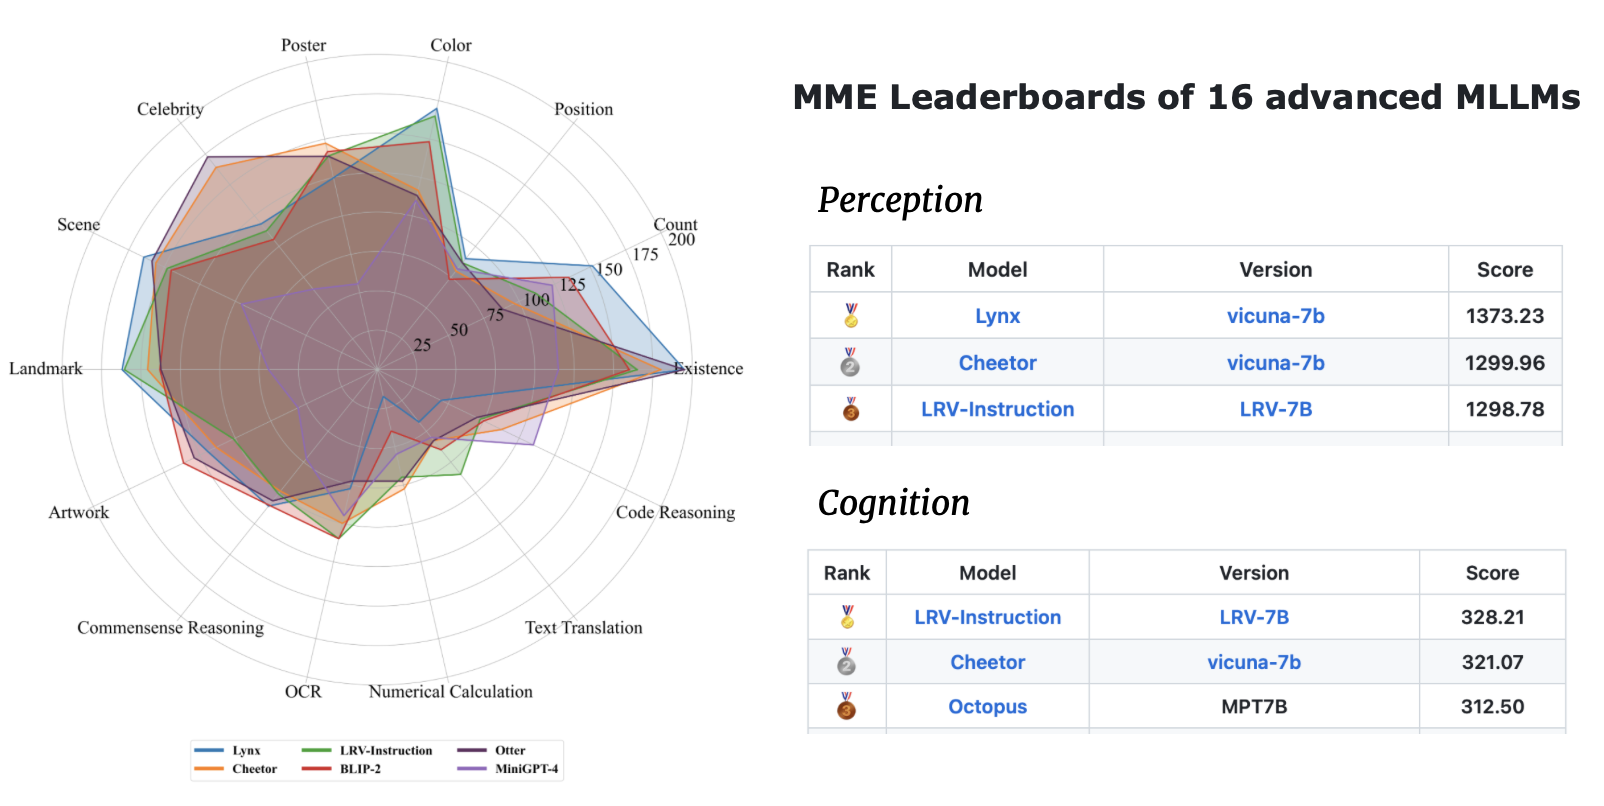 Poster
Color
Celebrity
Position
Scene
Count
200
175
150
125
100
75
50
25
Landmark
Existence
Artwork
Code Reasoning
Commensense Reasoning
Text Translation
OCR
Numerical Calculation
Lynx
LRV-Instruction
Otter
Cheetor
BLIP-2
MiniGPT-4
MME Leaderboards of 16 advanced MLLMs
Perception
Rank Model Version Score
Lynx vicuna-7b 1373.23
2 Cheetor vicuna-7b 1299.96
3 LRV-Instruction LRV-7B 1298.78
Cognition
Rank Model Version Score
LRV-Instruction LRV-7B 328.21
2 Cheetor vicuna-7b 321.07
3 Octopus MPT7B 312.50